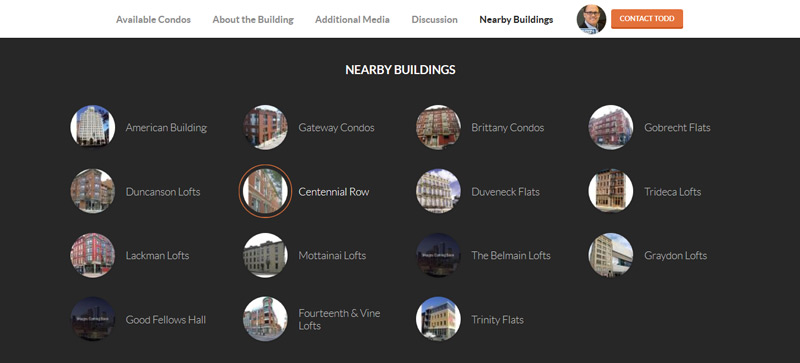 Available Condos
About the Building
Additional Media
Discussion
Nearby Buildings
CONTACT TODD
NEARBY BUILDINGS
American Building
Gateway Condos
Brittany Condos
Gobrecht Flats
Duncanson Lofts
Centennial Row
Duveneck Flats
Trideca Lofts
Lackman Lofts
Mottainai Lofts
The Belmain Lofts
Graydon Lofts
Good Fellows Hall
Fourteenth & Vine
Lofts
Trinity Flats